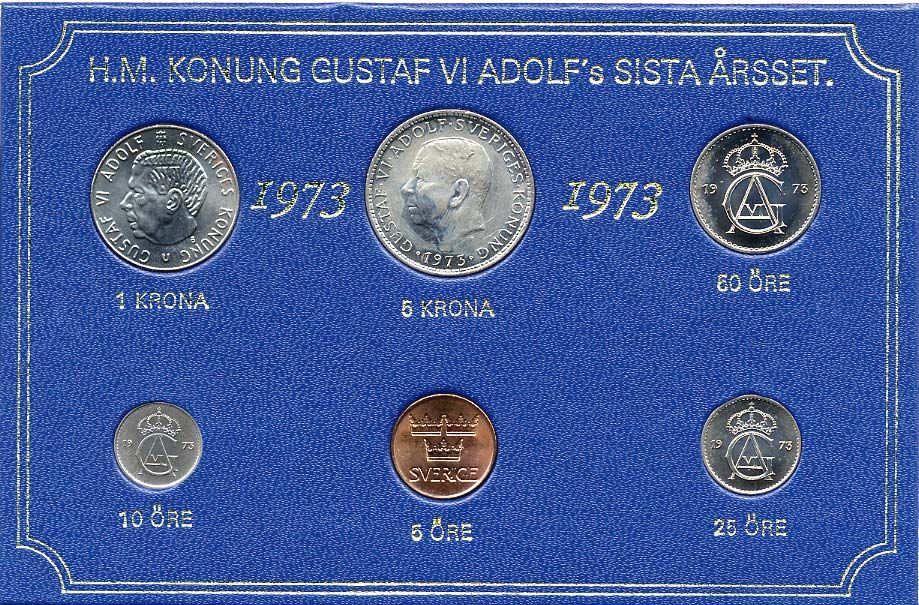 H.M. KONUNG GUSTAF VI ADOLF's SISTA ÅRSSET.
GUSTAF VI ADOLF SVERIGES KONUNG
U
1973
GUSTAF·VI·ADOLF·SVERIGES·KONUNG
·1973·
1973
19 73
1 KRONA
5 KRONA
50 ÖRE
19 73
SVERIGE
19 73
10 ÖRE
5 ÖRE
25 ÖRE